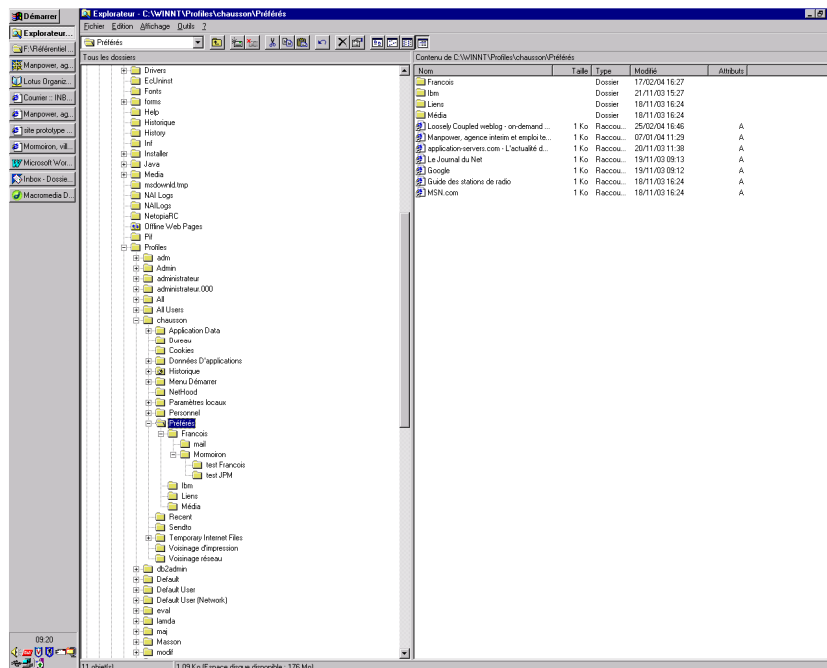 Démarrer
Explorateur...
F:\Référentiel ...
Manpower, ag...
Lotus Organiz...
Courrier :: INB...
Manpower, ag...
site prototype ...
Mormoiron, vill...
Microsoft Wor...
Inbox - Dossie...
Macromedia D...
09:20
Explorateur - C:\WINNT\Profiles\chausson\Préférés
Fichier Edition Affichage Outils ?
Préférés
Tous les dossiers
Contenu de C:\WINNT\Profiles\chausson\Préférés
Drivers
EcUninst
Fonts
forms
Help
Historique
History
Inf
Installer
Java
Media
msdownld.tmp
NAI Logs
NAILogs
NetopiaRC
Offline Web Pages
Pif
Profiles
adm
Admin
administrateur
administrateur.000
All
All Users
chausson
Application Data
Bureau
Cookies
Données D'applications
Historique
Menu Démarrer
NetHood
Paramètres locaux
Personnel
Préférés
Francois
mail
Mormoiron
test Francois
test JPM
Ibm
Liens
Média
Recent
Sendto
Temporary Internet Files
Voisinage d'impression
Voisinage réseau
db2admin
Default
Default User
Default User (Network)
eval
lamda
maj
Masson
modif
Nom Taille Type Modifié Attributs
Francois Dossier 17/02/04 16:27
Ibm Dossier 21/11/03 15:27
Liens Dossier 18/11/03 16:24
Média Dossier 18/11/03 16:24
Loosely Coupled weblog - on-demand ... 1 Ko Raccou... 25/02/04 16:46 A
Manpower, agence interim et emploi te... 1 Ko Raccou... 07/01/04 11:29 A
application-servers.com - L'actualité d... 1 Ko Raccou... 20/11/03 11:38 A
Le Journal du Net 1 Ko Raccou... 19/11/03 09:13 A
Google 1 Ko Raccou... 19/11/03 09:12 A
Guide des stations de radio 1 Ko Raccou... 18/11/03 16:24 A
MSN.com 1 Ko Raccou... 18/11/03 16:24 A
11 objet(s) 1,09 Ko (Espace disque disponible : 176 Mo)